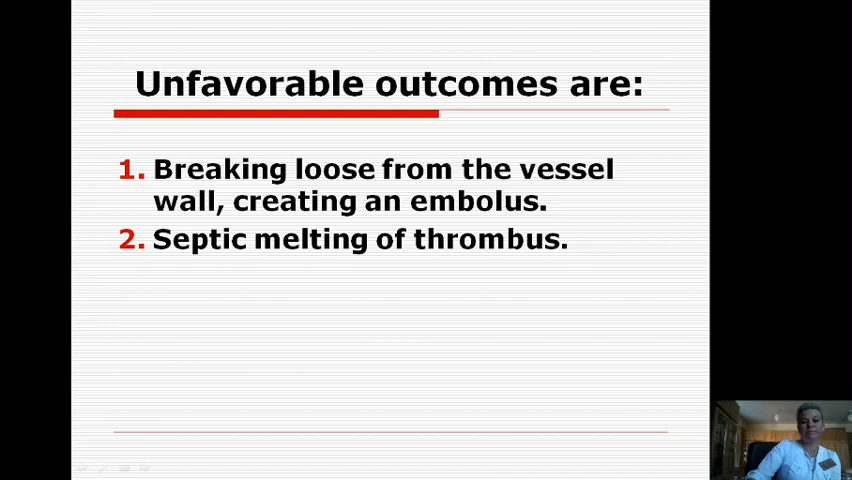 Unfavorable outcomes are:
1. Breaking loose from the vessel
wall, creating an embolus.
2. Septic melting of thrombus.